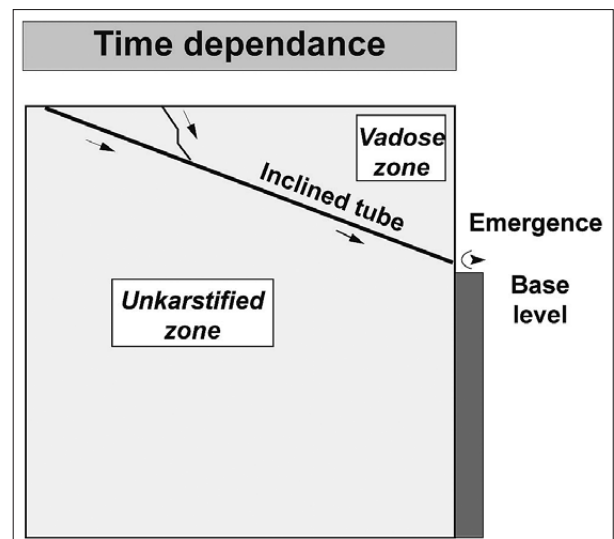 Time dependance
Vadose
zone
Inclined tube
Emergence
Base
level
Unkarstified
zone